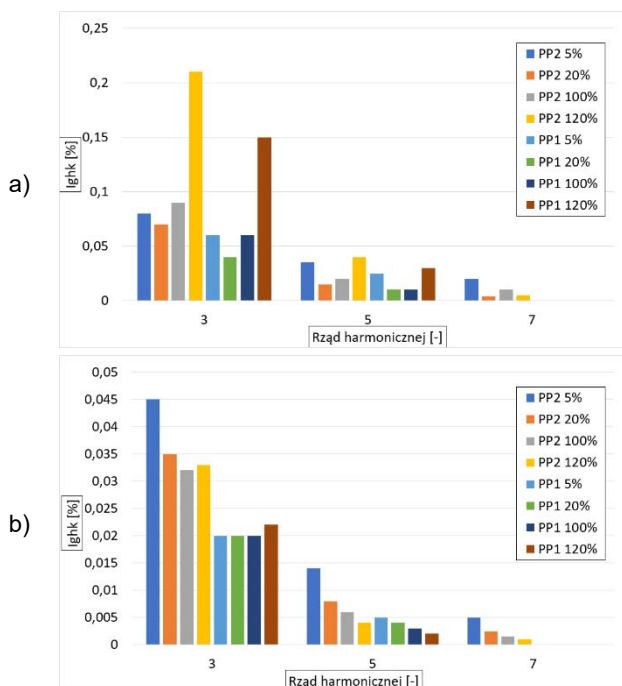 a)
0,25
0,2
0,15
0,1
0,05
0
Ighk [%]
3
5
7
Rząd harmonicznej [-]
PP2 5%
PP2 20%
PP2 100%
PP2 120%
PP1 5%
PP1 20%
PP1 100%
PP1 120%
b)
0,05
0,045
0,04
0,035
0,03
0,025
0,02
0,015
0,01
0,005
0
Ighk [%]
3
5
7
Rząd harmonicznej [-]
PP2 5%
PP2 20%
PP2 100%
PP2 120%
PP1 5%
PP1 20%
PP1 100%
PP1 120%